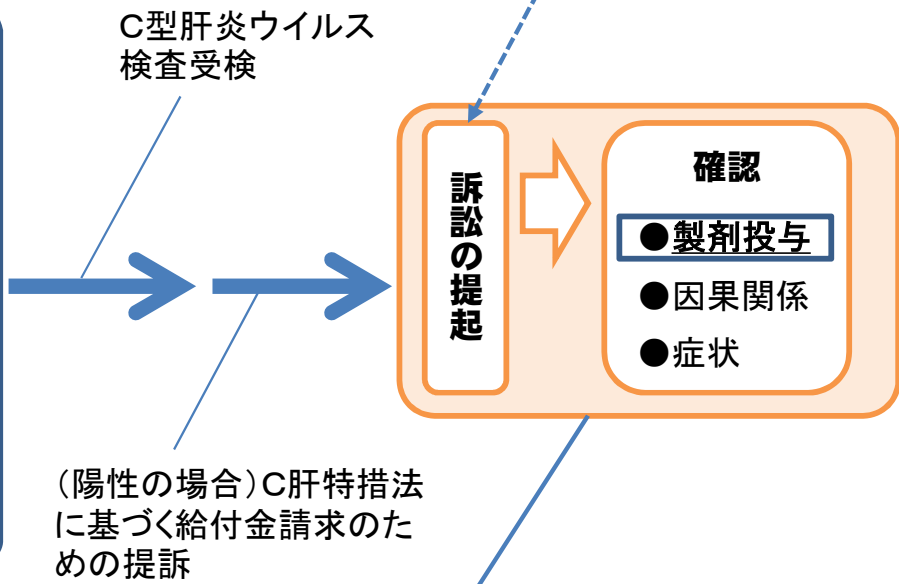 C型肝炎ウイルス
検査受検
訴訟の提起
確認
●製剤投与
●因果関係
●症状
（陽性の場合）C肝特措法
に基づく給付金請求のた
めの提訴